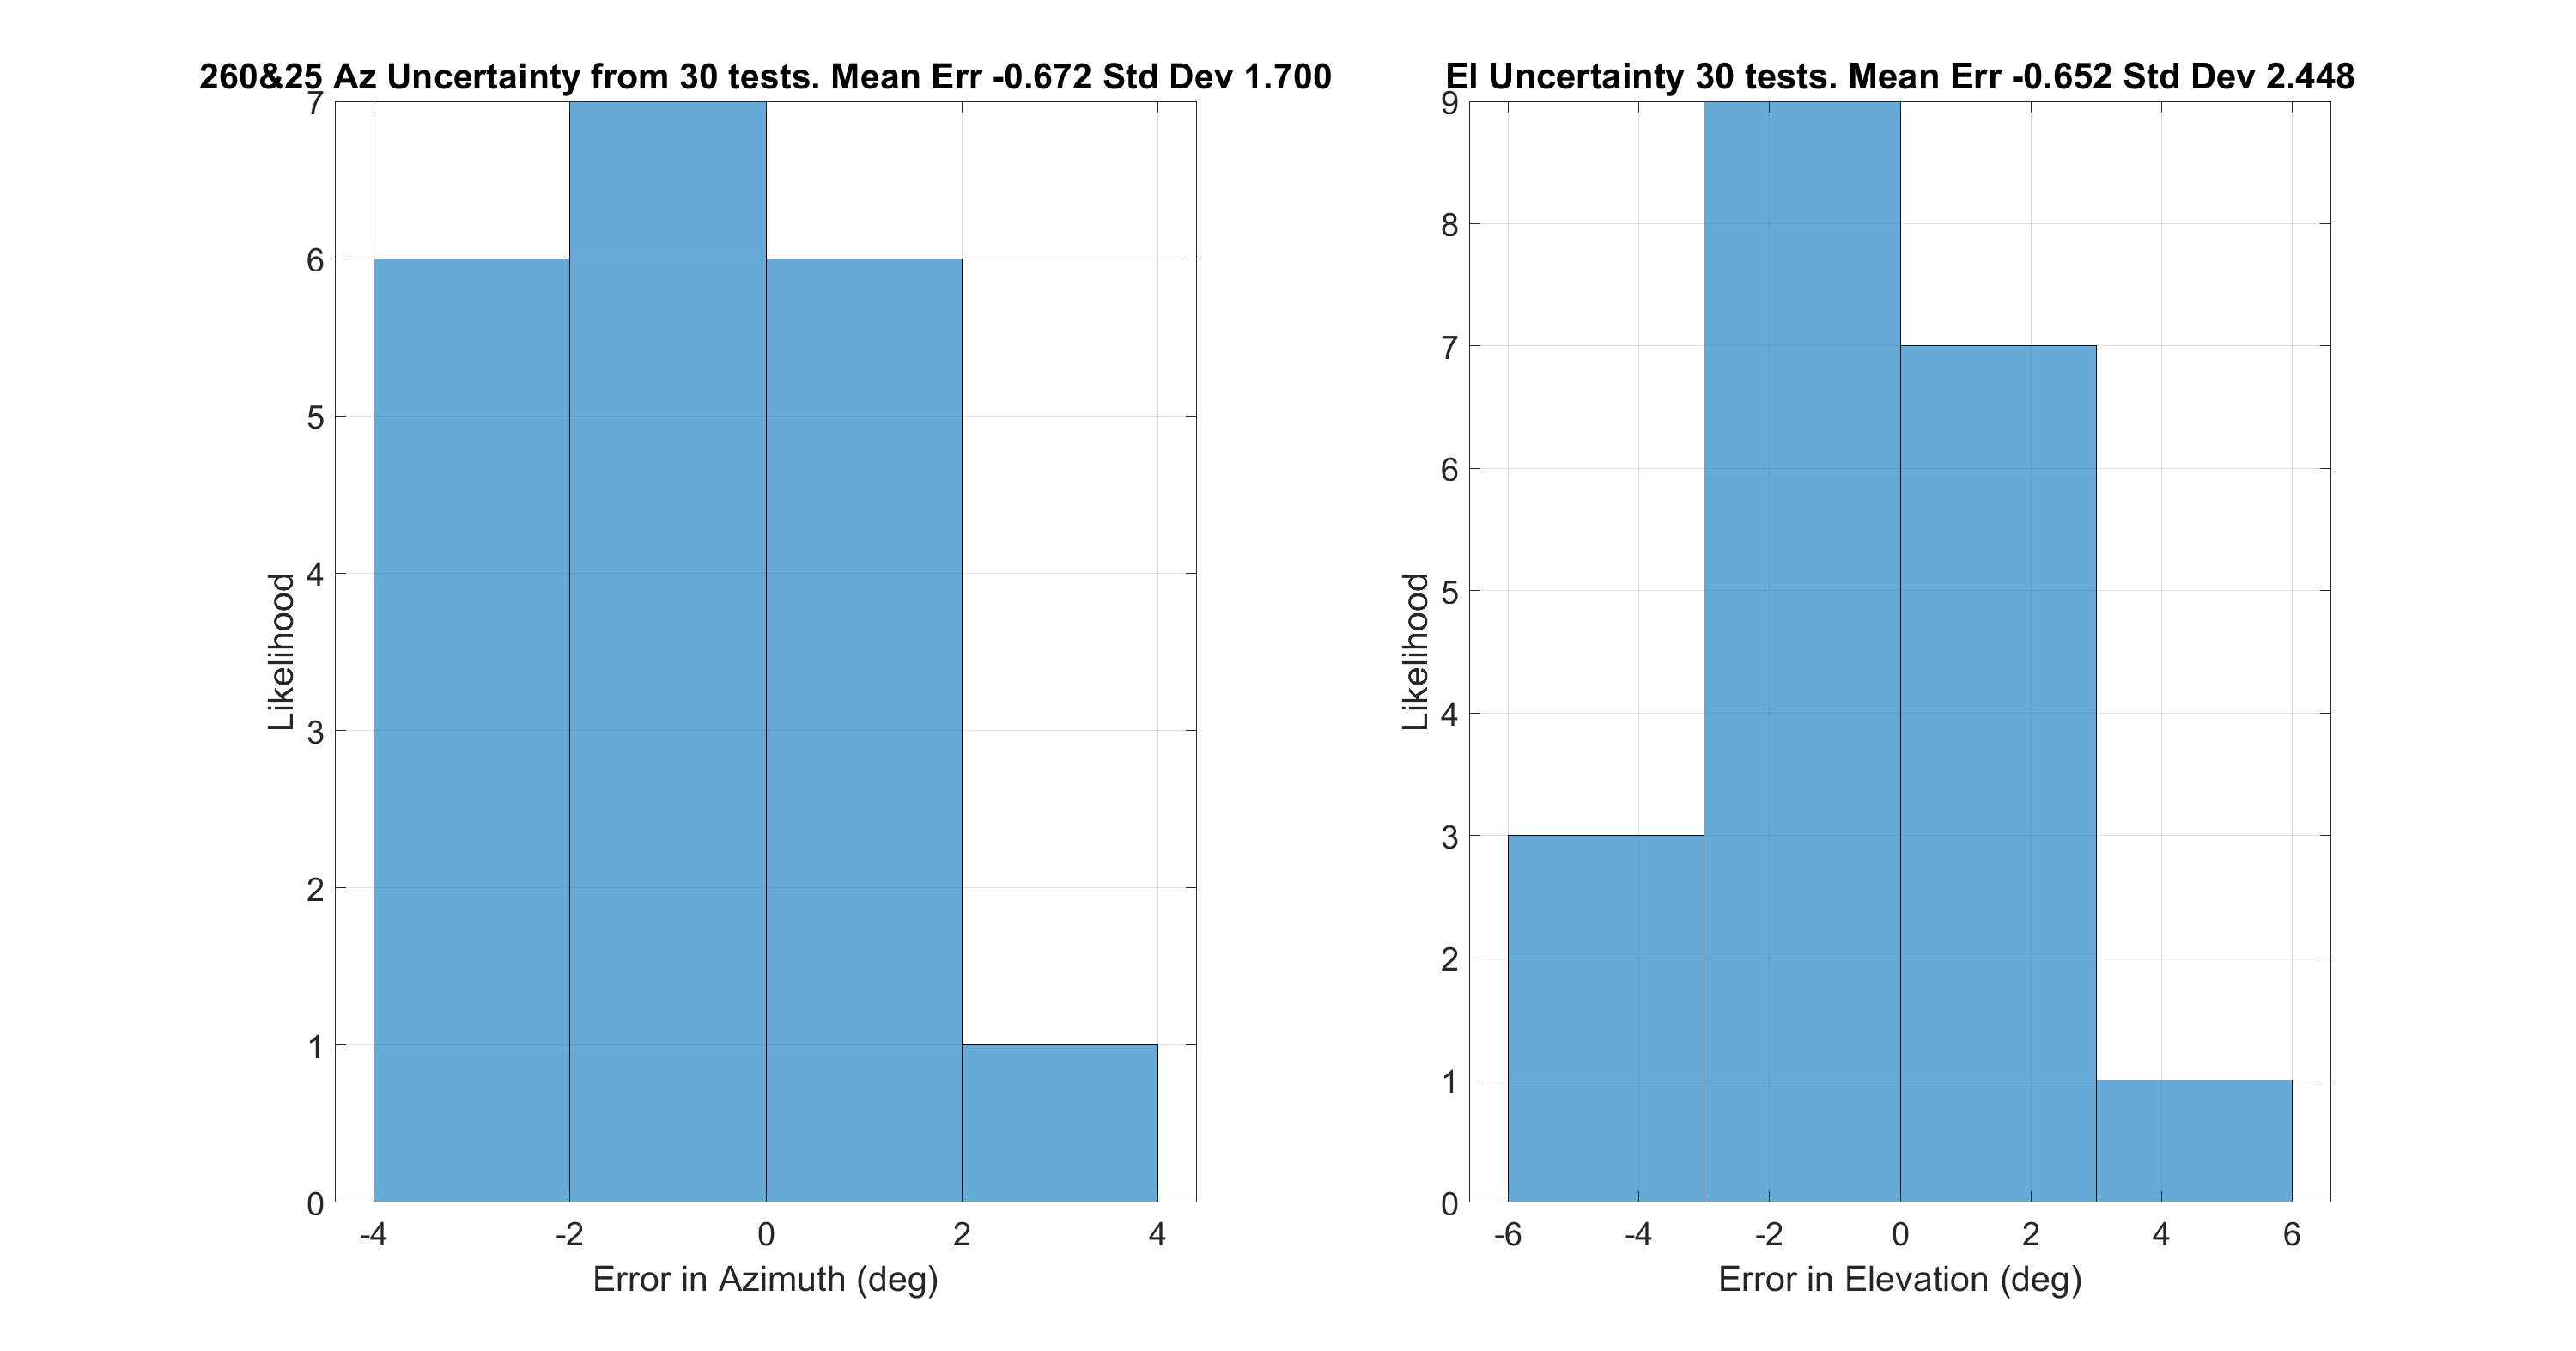 260&25 Az Uncertainty from 30 tests. Mean Err -0.672 Std Dev 1.700
7
6
5
4
3
2
1
0
Likelihood
-4 -2 0 2 4
Error in Azimuth (deg)
El Uncertainty 30 tests. Mean Err -0.652 Std Dev 2.448
9
8
7
6
5
4
3
2
1
0
Likelihood
-6 -4 -2 0 2 4 6
Error in Elevation (deg)